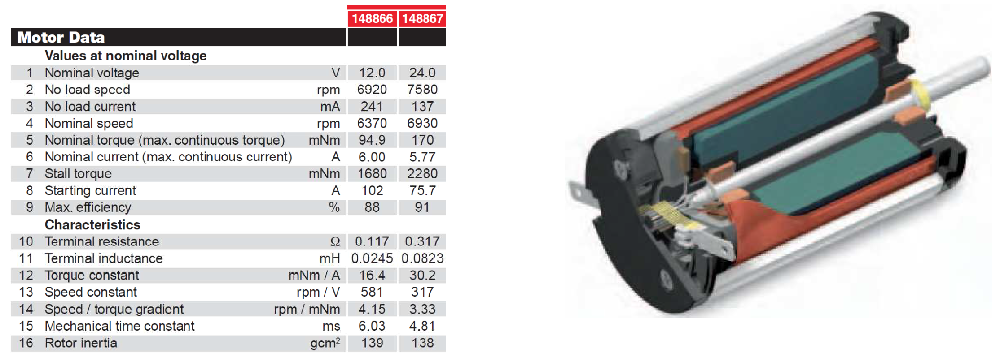 148866 148867
Motor Data
Values at nominal voltage
1 Nominal voltage V 12.0 24.0
2 No load speed rpm 6920 7580
3 No load current mA 241 137
4 Nominal speed rpm 6370 6930
5 Nominal torque (max. continuous torque) mNm 94.9 170
6 Nominal current (max. continuous current) A 6.00 5.77
7 Stall torque mNm 1680 2280
8 Starting current A 102 75.7
9 Max. efficiency % 88 91
Characteristics
10 Terminal resistance Ω 0.117 0.317
11 Terminal inductance mH 0.0245 0.0823
12 Torque constant mNm / A 16.4 30.2
13 Speed constant rpm / V 581 317
14 Speed / torque gradient rpm / mNm 4.15 3.33
15 Mechanical time constant ms 6.03 4.81
16 Rotor inertia gcm² 139 138